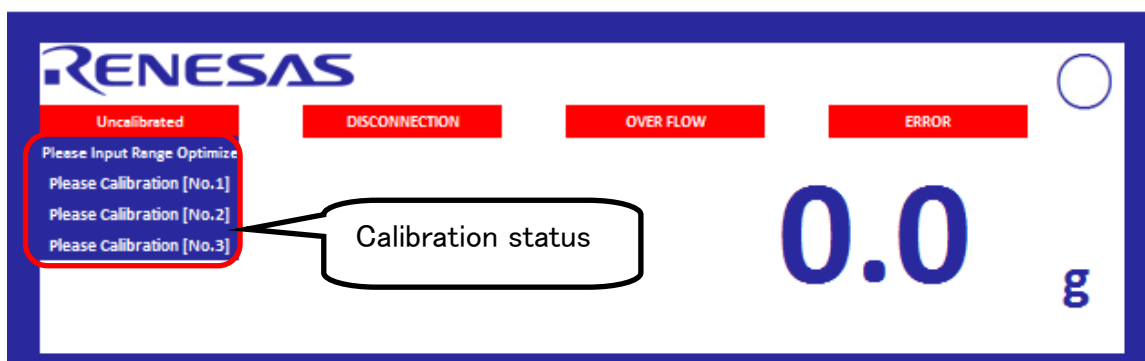 RENESAS
Uncalibrated DISCONNECTION OVER FLOW ERROR
Please Input Range Optimize
Please Calibration [No.1]
Please Calibration [No.2]
Please Calibration [No.3]
Calibration status
0.0 g